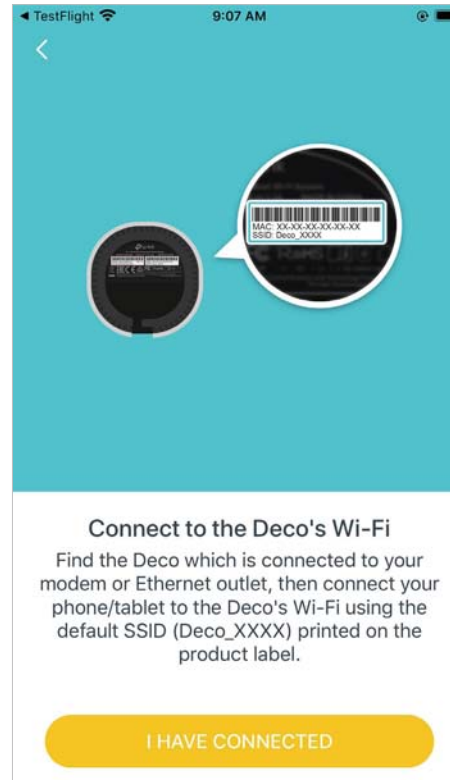 TestFlight 9:07 AM
MAC: XX-XX-XX-XX-XX-XX
SSID: Deco_XXXX
Connect to the Deco's Wi-Fi
Find the Deco which is connected to your
modem or Ethernet outlet, then connect your
phone/tablet to the Deco's Wi-Fi using the
default SSID (Deco_XXXX) printed on the
product label.
I HAVE CONNECTED